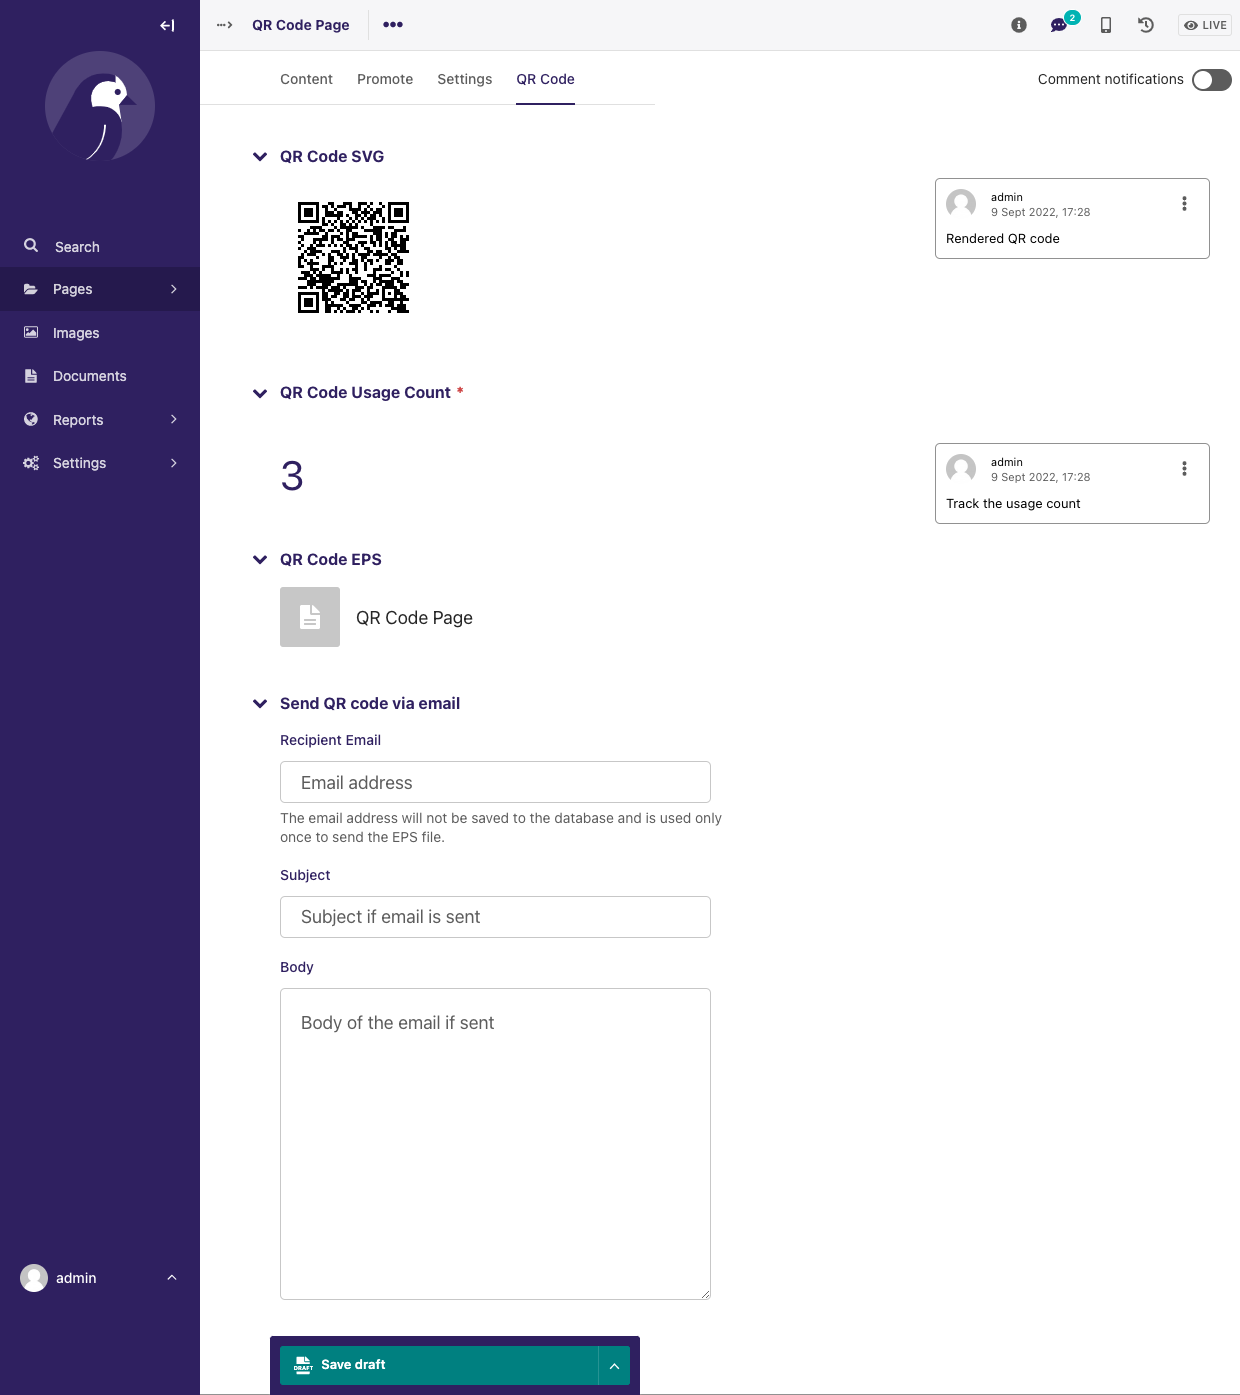 QR Code Page
2
LIVE
Content Promote Settings QR Code
Comment notifications
Search
Pages
Images
Documents
Reports
Settings
admin
QR Code SVG
admin
9 Sept 2022, 17:28
Rendered QR code
QR Code Usage Count *
3
admin
9 Sept 2022, 17:28
Track the usage count
QR Code EPS
QR Code Page
Send QR code via email
Recipient Email
Email address
The email address will not be saved to the database and is used only
once to send the EPS file.
Subject
Subject if email is sent
Body
Body of the email if sent
DRAFT
Save draft